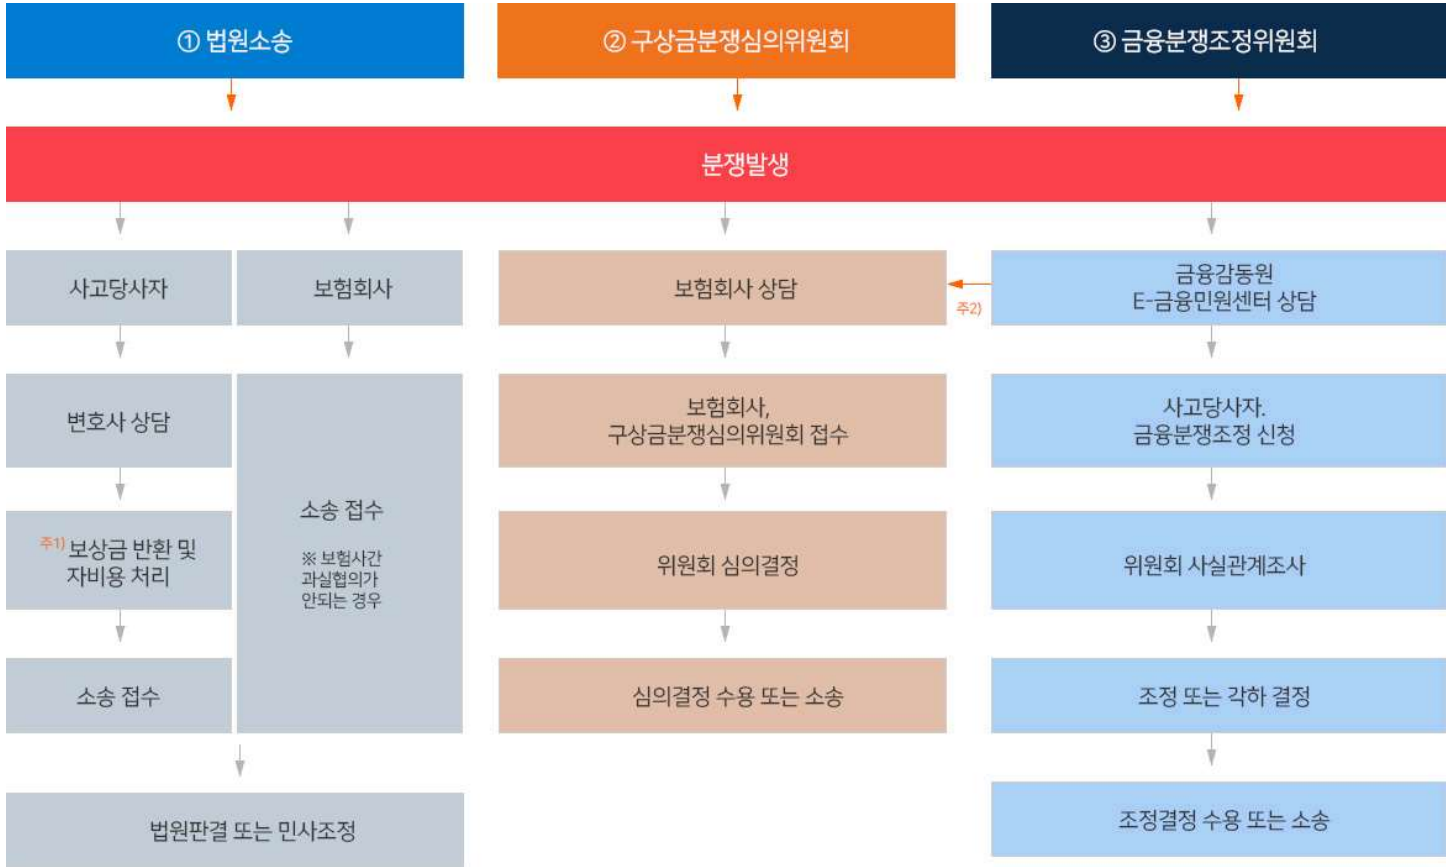 ① 법원소송
② 구상금분쟁심의위원회
③ 금융분쟁조정위원회
분쟁발생
사고당사자
보험회사
보험회사 상담
주2)
금융감동원
E-금융민원센터 상담
변호사 상담
소송 접수
※ 보험사간
과실협의가
안되는 경우
보험회사,
구상금분쟁심의위원회 접수
사고당사자.
금융분쟁조정 신청
주1) 보상금 반환 및
자비용 처리
위원회 심의결정
위원회 사실관계조사
소송 접수
심의결정 수용 또는 소송
조정 또는 각하 결정
법원판결 또는 민사조정
조정결정 수용 또는 소송